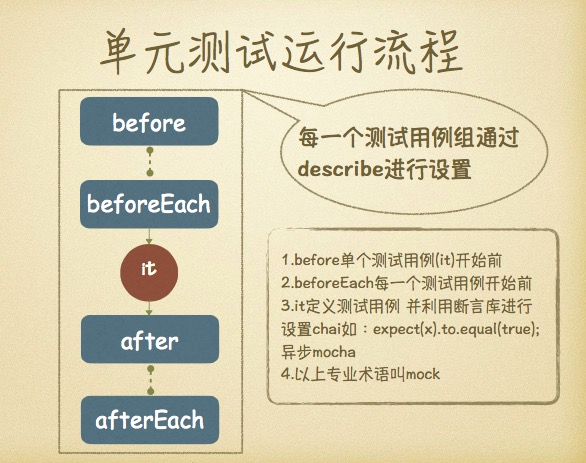 单元测试运行流程
before
beforeEach
it
after
afterEach
每一个测试用例组通过
describe进行设置
1.before单个测试用例(it)开始前
2.beforeEach每一个测试用例开始前
3.it定义测试用例 并利用断言库进行
设置chai如：expect(x).to.equal(true);
异步mocha
4.以上专业术语叫mock